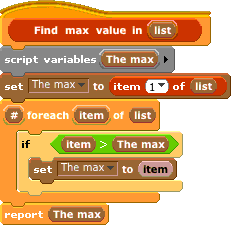 Find max value in list
script variables The max
set The max to item 1 of list
# foreach item of list
if item > The max
set The max to item
report The max